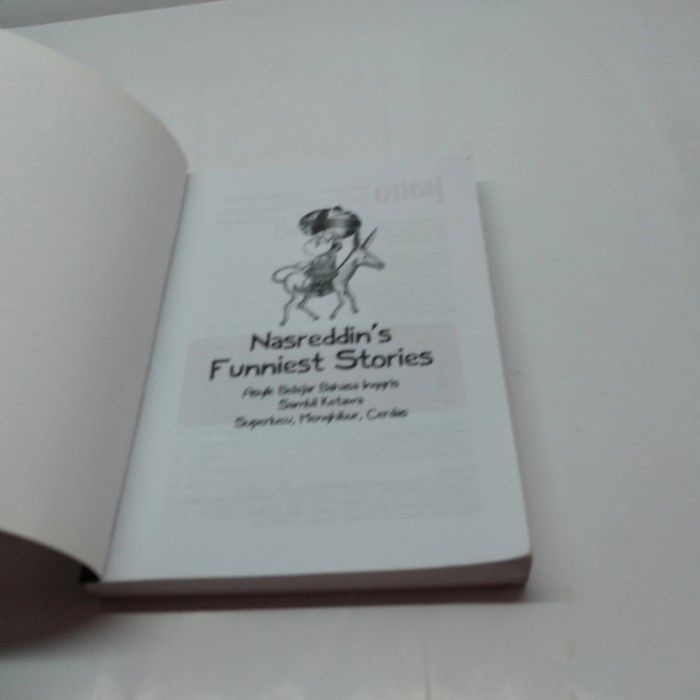 Nasreddin's
Funniest Stories
Asyik Belajar Bahasa Inggris
Sambil Ketawa
Superlucu, Menghibur, Cerdas